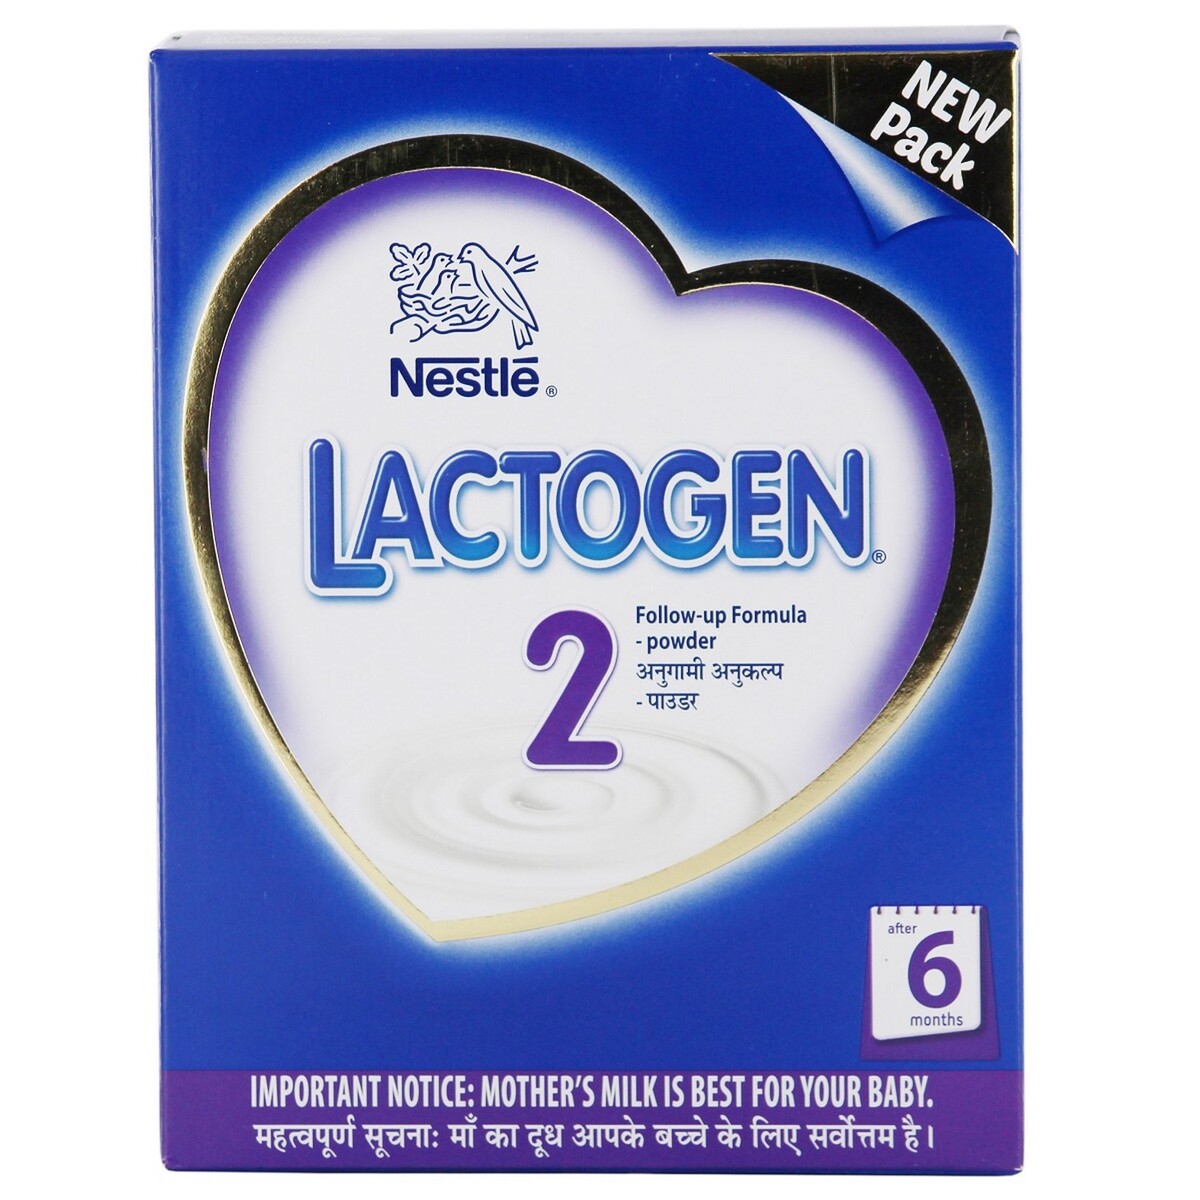 NEW
Pack
Nestlé®
LACTOGEN®
2
Follow-up Formula
- powder
अनुगामी अनुकल्प
- पाउडर
after
6
months
IMPORTANT NOTICE: MOTHER'S MILK IS BEST FOR YOUR BABY.
महत्वपूर्ण सूचना: माँ का दूध आपके बच्चे के लिए सर्वोत्तम है।